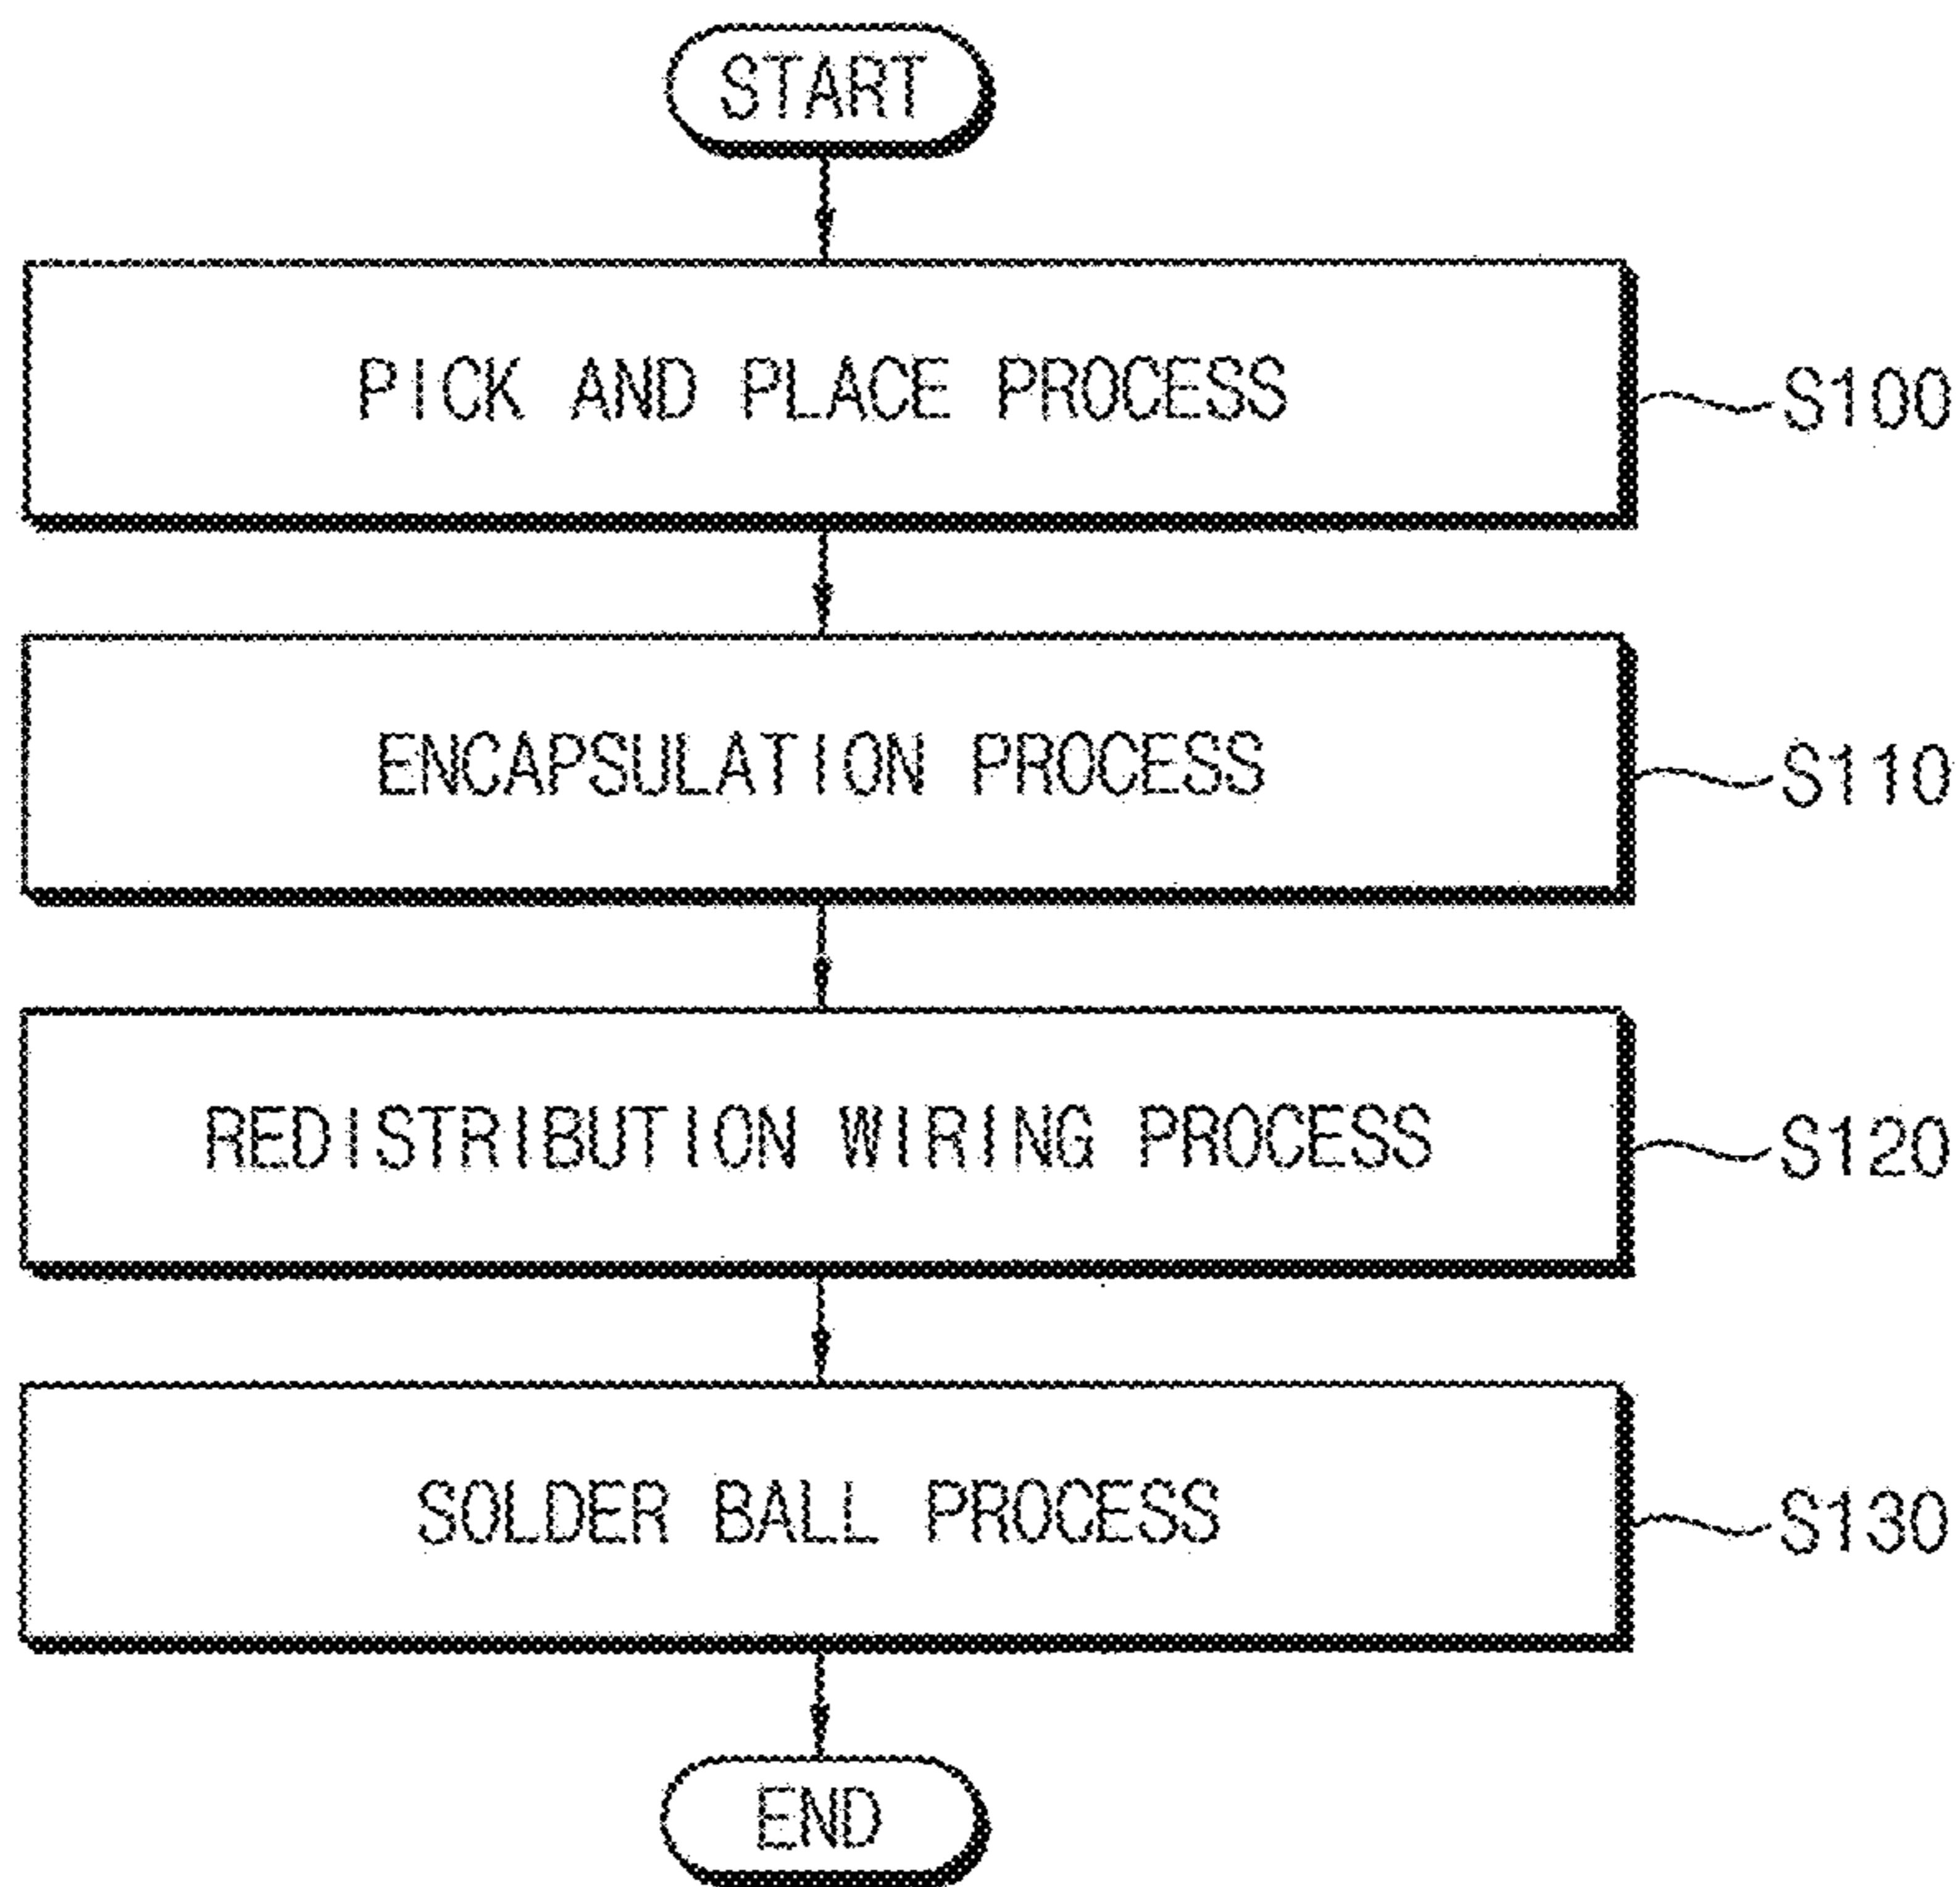 START
PICK AND PLACE PROCESS
S100
ENCAPSULATION PROCESS
S110
REDISTRIBUTION WIRING PROCESS
S120
SOLDER BALL PROCESS
S130
END